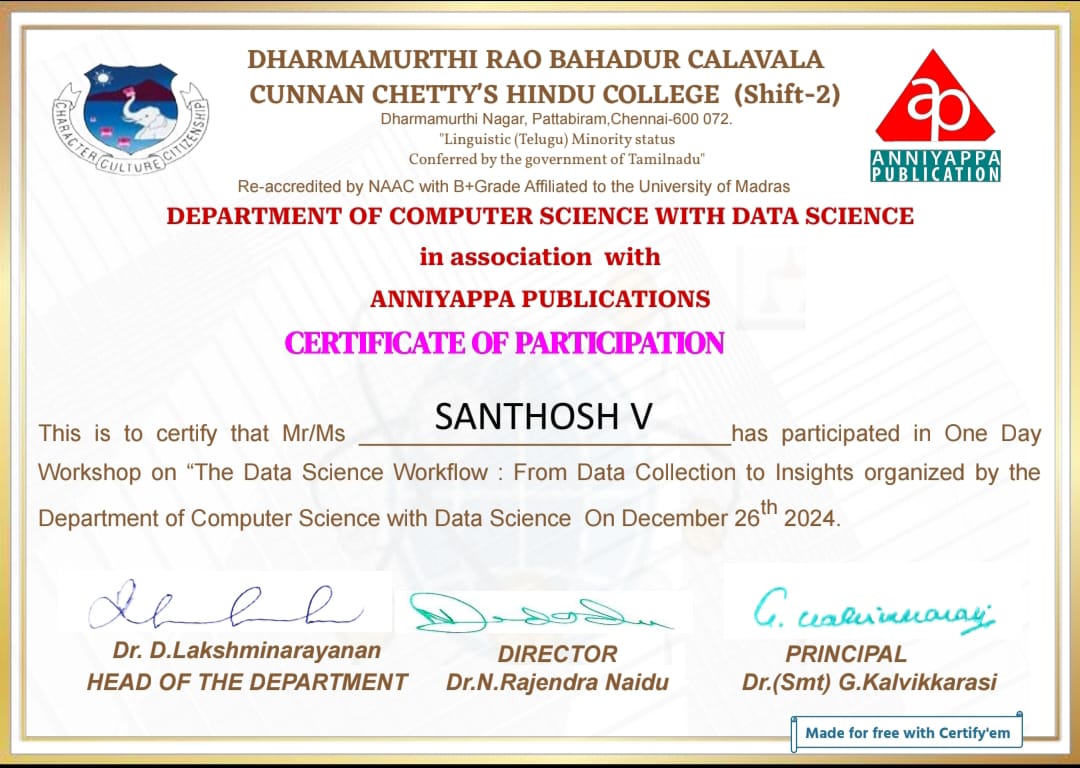 DHARMAMURTHI RAO BAHADUR CALAVALA
CUNNAN CHETTY'S HINDU COLLEGE (Shift-2)
Dharmamurthi Nagar, Pattabiram,Chennai-600 072.
"Linguistic (Telugu) Minority status
Conferred by the government of Tamilnadu"
Re-accredited by NAAC with B+Grade Affiliated to the University of Madras
CHARACTER CULTURE CITIZENSHIP
ap
ANNIYAPPA
PUBLICATION
DEPARTMENT OF COMPUTER SCIENCE WITH DATA SCIENCE
in association with
ANNIYAPPA PUBLICATIONS
CERTIFICATE OF PARTICIPATION
This is to certify that Mr/Ms SANTHOSH V has participated in One Day
Workshop on “The Data Science Workflow : From Data Collection to Insights organized by the
Department of Computer Science with Data Science On December 26th 2024.
G. Kalvikkarasi
Dr. D.Lakshminarayanan
HEAD OF THE DEPARTMENT
DIRECTOR
Dr.N.Rajendra Naidu
PRINCIPAL
Dr.(Smt) G.Kalvikkarasi
Made for free with Certify'em